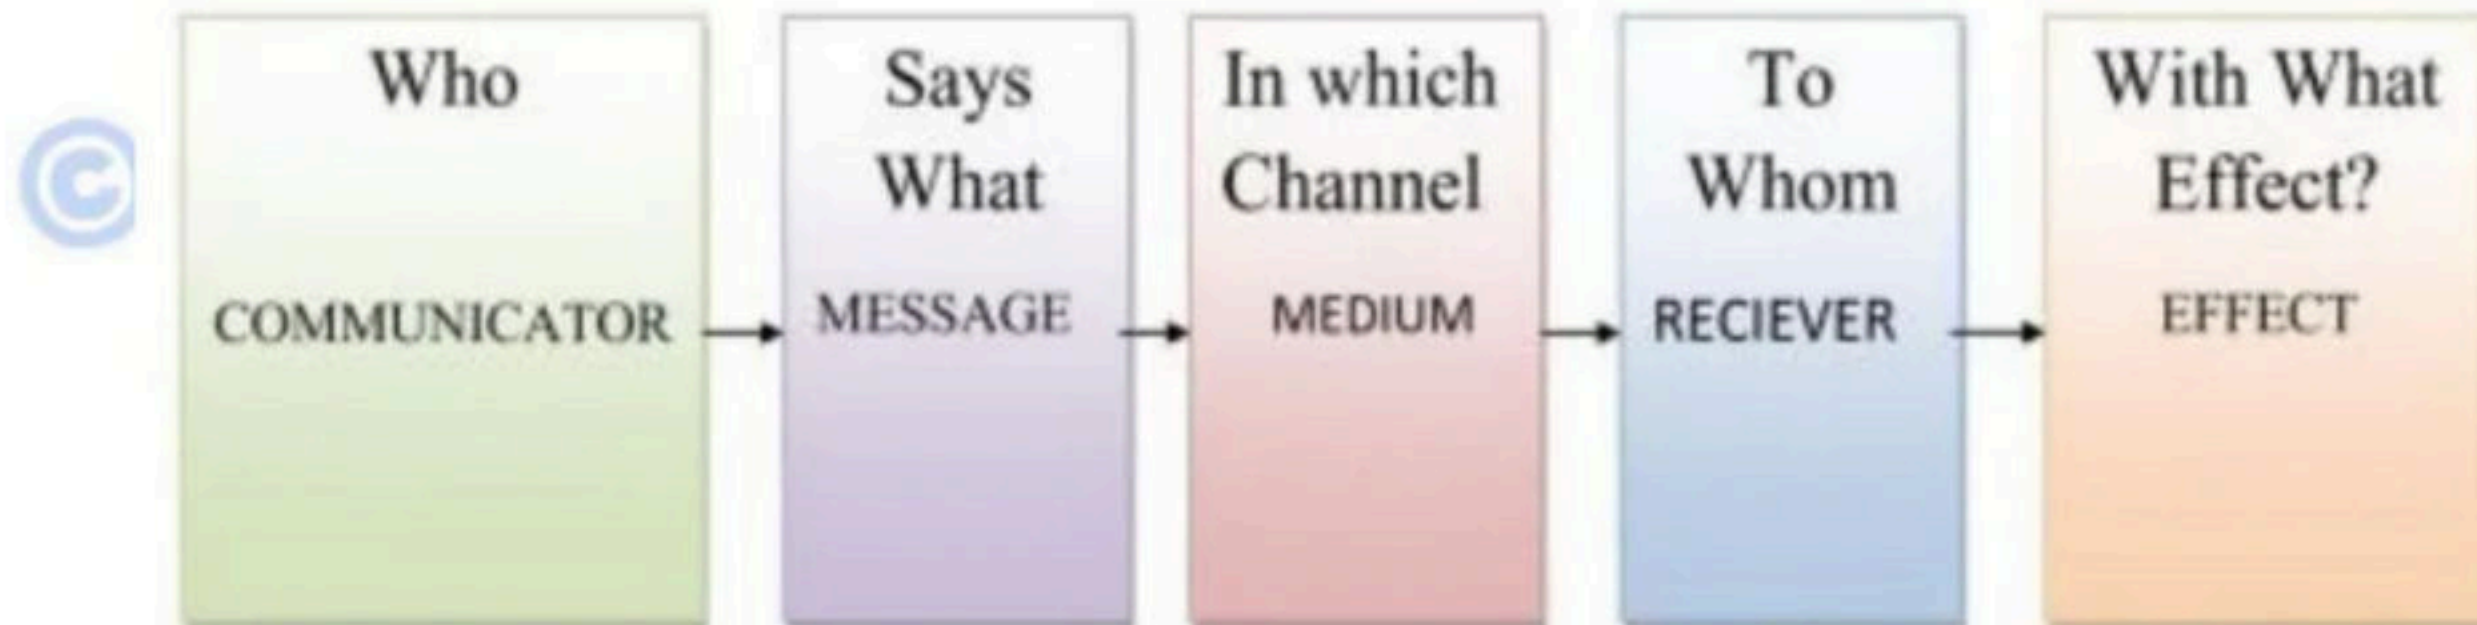 Who
COMMUNICATOR
Says
What
MESSAGE
In which
Channel
MEDIUM
To
Whom
RECIEVER
With What
Effect?
EFFECT
©